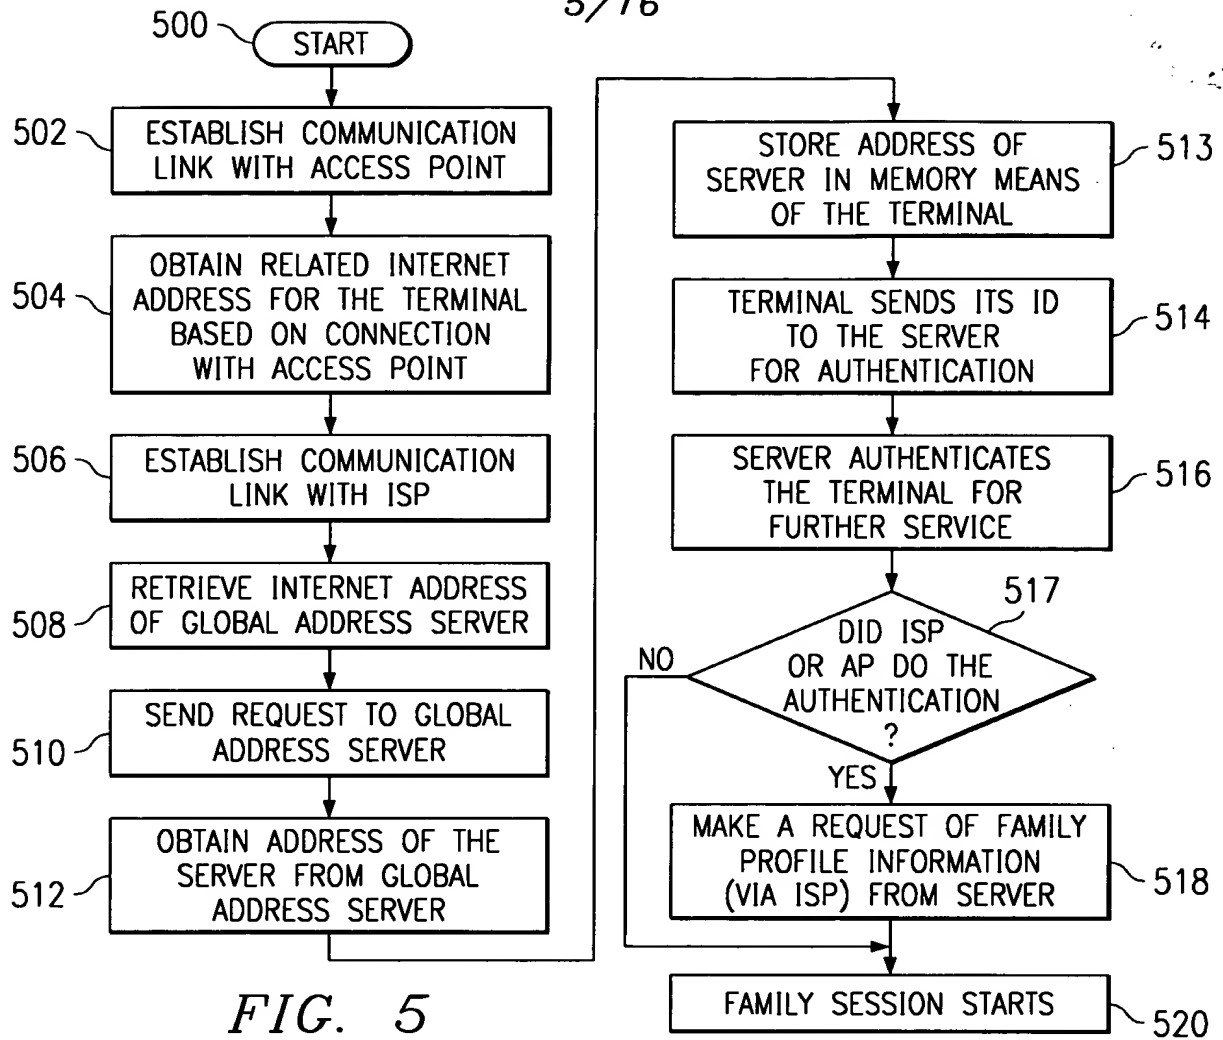 5/16
500
START
502
ESTABLISH COMMUNICATION
LINK WITH ACCESS POINT
504
OBTAIN RELATED INTERNET
ADDRESS FOR THE TERMINAL
BASED ON CONNECTION
WITH ACCESS POINT
506
ESTABLISH COMMUNICATION
LINK WITH ISP
508
RETRIEVE INTERNET ADDRESS
OF GLOBAL ADDRESS SERVER
510
SEND REQUEST TO GLOBAL
ADDRESS SERVER
512
OBTAIN ADDRESS OF THE
SERVER FROM GLOBAL
ADDRESS SERVER
513
STORE ADDRESS OF
SERVER IN MEMORY MEANS
OF THE TERMINAL
514
TERMINAL SENDS ITS ID
TO THE SERVER
FOR AUTHENTICATION
516
SERVER AUTHENTICATES
THE TERMINAL FOR
FURTHER SERVICE
517
DID ISP
OR AP DO THE
AUTHENTICATION
?
NO
YES
518
MAKE A REQUEST OF FAMILY
PROFILE INFORMATION
(VIA ISP) FROM SERVER
520
FAMILY SESSION STARTS
FIG. 5